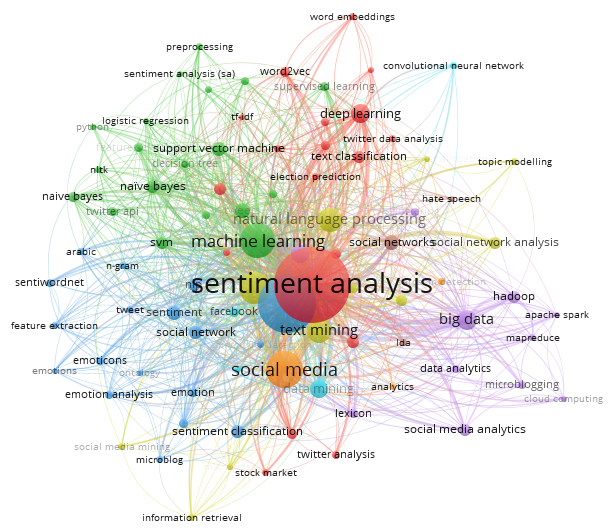 word embeddings
preprocessing
convolutional neural network
sentiment analysis (sa)
word2vec
supervised learning
deep learning
tf-idf
logistic regression
python
twitter data analysis
support vector machine
text classification
decision tree
topic modelling
nltk
election prediction
naïve bayes
naive bayes
hate speech
twitter api
natural language processing
machine learning
svm
social networks
social network analysis
arabic
n-gram
sentiwordnet
sentiment analysis
hadoop
tweet
sentiment
facebook
big data
apache spark
feature extraction
social network
text mining
lda
mapreduce
emoticons
emotions
ontology
social media
data analytics
microblogging
emotion analysis
emotion
data mining
analytics
cloud computing
lexicon
sentiment classification
social media analytics
social media mining
microblog
twitter analysis
stock market
information retrieval